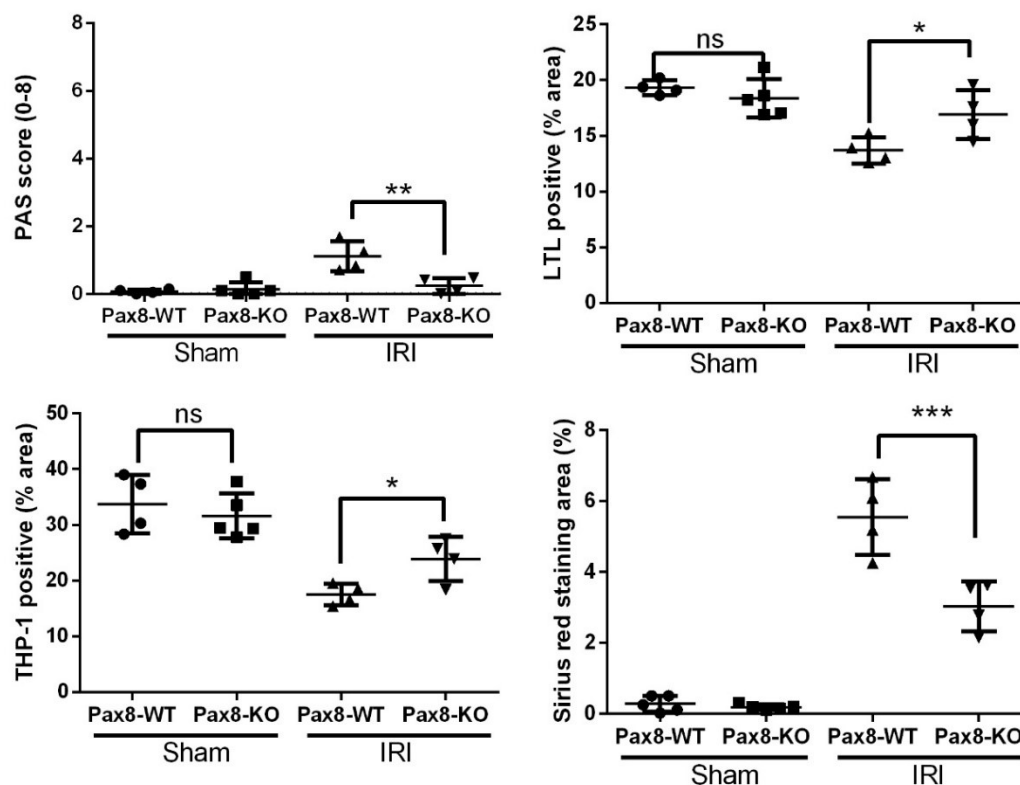 PAS score (0-8)
8
6
4
2
0
**
Pax8-WT Pax8-KO Pax8-WT Pax8-KO
Sham IRI
LTL positive (% area)
25
20
15
10
5
0
ns
*
Pax8-WT Pax8-KO Pax8-WT Pax8-KO
Sham IRI
THP-1 positive (% area)
50
40
30
20
10
0
ns
*
Pax8-WT Pax8-KO Pax8-WT Pax8-KO
Sham IRI
Sirius red staining area (%)
8
6
4
2
0
***
Pax8-WT Pax8-KO Pax8-WT Pax8-KO
Sham IRI